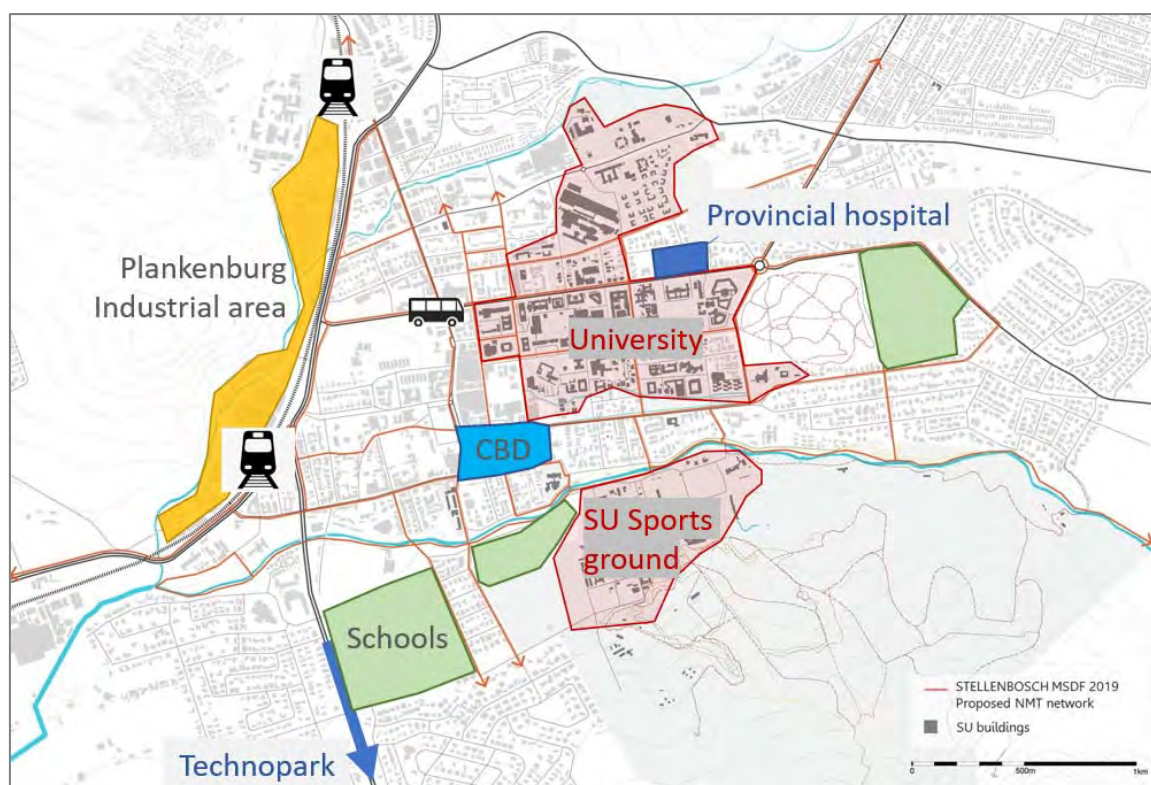 Provincial hospital
Plankenburg
Industrial area
University
CBD
SU Sports
ground
Schools
Technopark
STELLENBOSCH MSDF 2019
Proposed NMT network
SU buildings
0
500m
1km